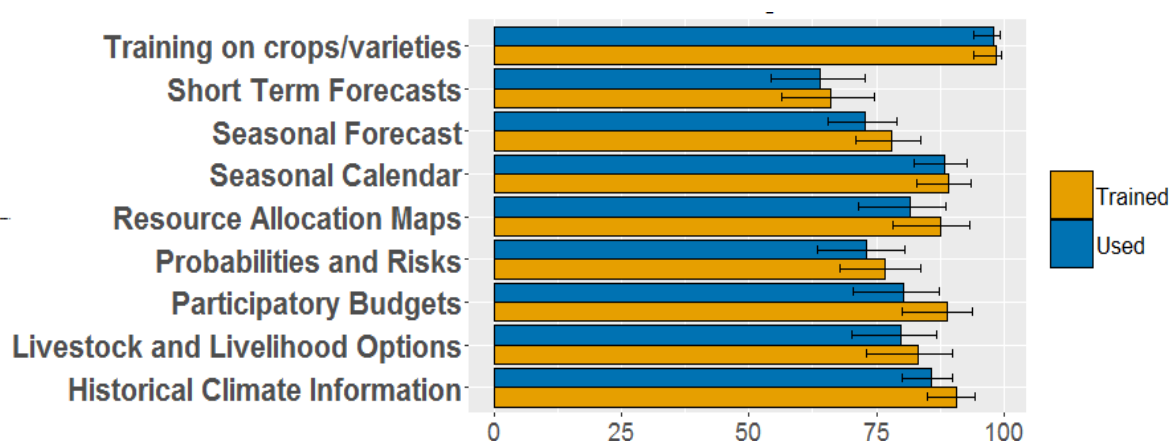 Training on crops/varieties
Short Term Forecasts
Seasonal Forecast
Seasonal Calendar
Resource Allocation Maps
Probabilities and Risks
Participatory Budgets
Livestock and Livelihood Options
Historical Climate Information
0 25 50 75 100
Trained
Used